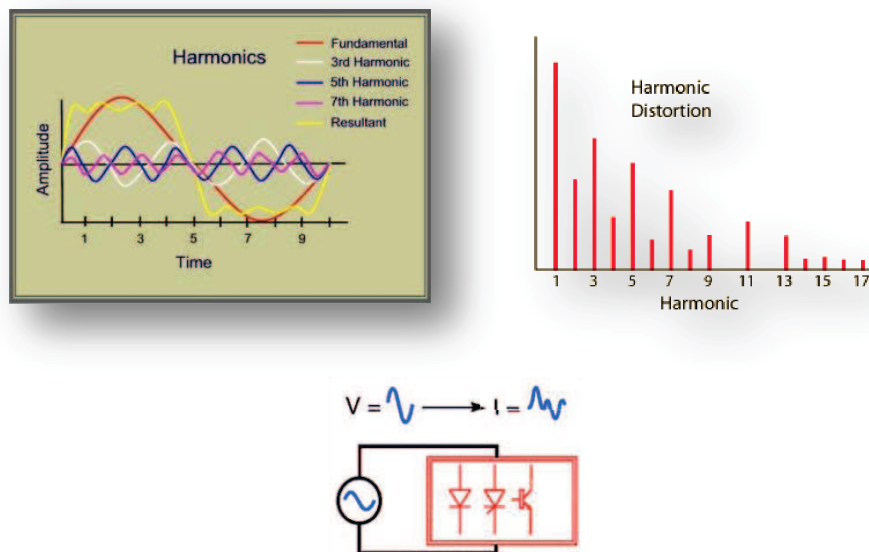 Harmonics
Fundamental
3rd Harmonic
5th Harmonic
7th Harmonic
Resultant
Amplitude
1 3 5 7 9
Time
Harmonic
Distortion
1 3 5 7 9 11 13 15 17
Harmonic
V = I =